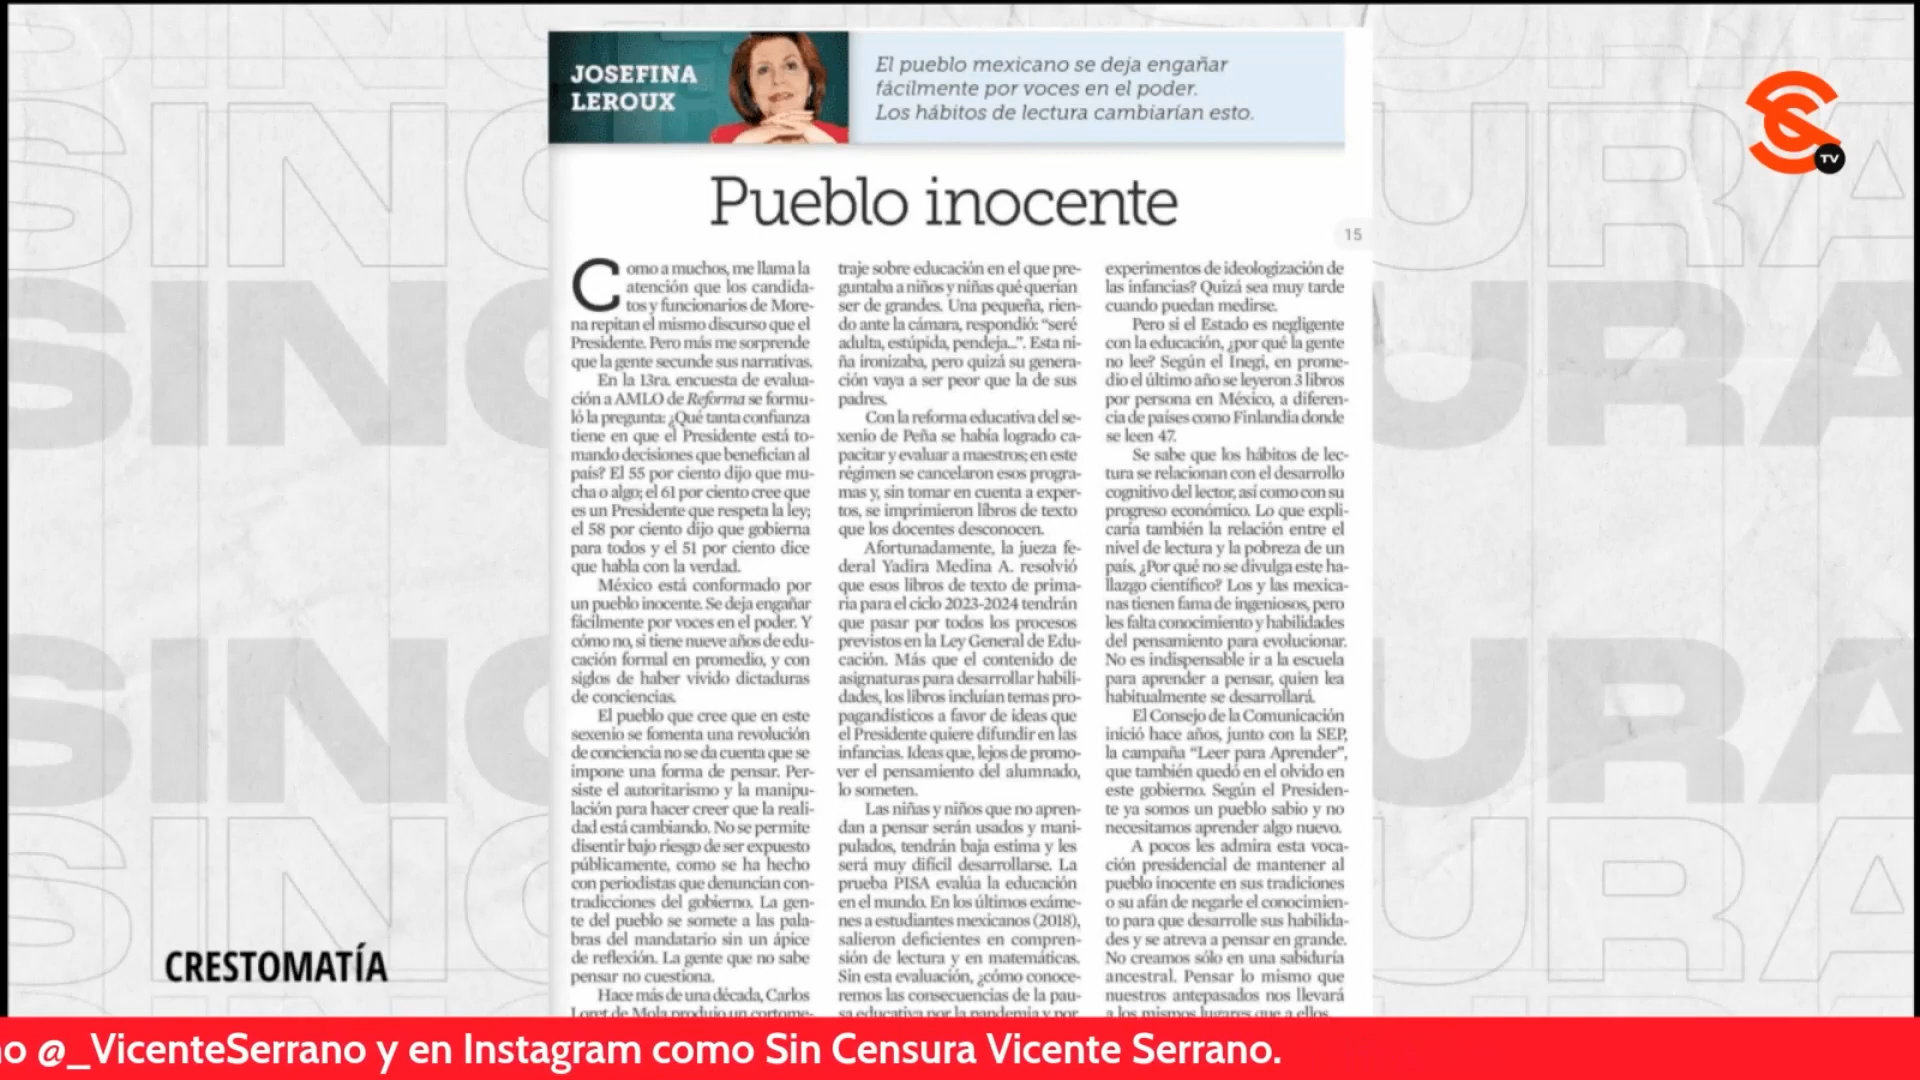 JOSEFINA
LEROUX
El pueblo mexicano se deja engañar
fácilmente por voces en el poder.
Los hábitos de lectura cambiarían esto.
TV
Pueblo inocente
15
Como a muchos, me llama la
atención que los candida-
tos y funcionarios de More-
na repitan el mismo discurso que el
Presidente. Pero más me sorprende
que la gente secunde sus narrativas.
En la 13ra. encuesta de evalua-
ción a AMLO de Reforma se formu-
ló la pregunta: ¿Qué tanta confianza
tiene en que el Presidente está to-
mando decisiones que benefician al
país? El 55 por ciento dijo que mu-
cha o algo; el 61 por ciento cree que
es un Presidente que respeta la ley;
el 58 por ciento dijo que gobierna
para todos y el 51 por ciento dice
que habla con la verdad.
México está conformado por
un pueblo inocente. Se deja engañar
fácilmente por voces en el poder. Y
cómo no, si tiene nueve años de edu-
cación formal en promedio, y con
siglos de haber vivido dictaduras
de conciencias.
El pueblo que cree que en este
sexenio se fomenta una revolución
de conciencia no se da cuenta que se
impone una forma de pensar. Per-
siste el autoritarismo y la manipu-
lación para hacer creer que la reali-
dad está cambiando. No se permite
disentir bajo riesgo de ser expuesto
públicamente, como se ha hecho
con periodistas que denuncian con-
tradicciones del gobierno. La gen-
te del pueblo se somete a las pala-
bras del mandatario sin un ápice
de reflexión. La gente que no sabe
pensar no cuestiona.
Hace más de una década, Carlos
Loret de Mola produjo un cortome-
traje sobre educación en el que pre-
guntaba a niños y niñas qué querían
ser de grandes. Una pequeña, rien-
do ante la cámara, respondió: “seré
adulta, estúpida, pendeja...”. Esta ni-
ña ironizaba, pero quizá su genera-
ción vaya a ser peor que la de sus
padres.
Con la reforma educativa del se-
xenio de Peña se había logrado ca-
pacitar y evaluar a maestros; en este
régimen se cancelaron esos progra-
mas y, sin tomar en cuenta a exper-
tos, se imprimieron libros de texto
que los docentes desconocen.
Afortunadamente, la jueza fe-
deral Yadira Medina A. resolvió
que esos libros de texto de prima-
ria para el ciclo 2023-2024 tendrán
que pasar por todos los procesos
previstos en la Ley General de Edu-
cación. Más que el contenido de
asignaturas para desarrollar habili-
dades, los libros incluían temas pro-
pagandísticos a favor de ideas que
el Presidente quiere difundir en las
infancias. Ideas que, lejos de promo-
ver el pensamiento del alumnado,
lo someten.
Las niñas y niños que no apren-
dan a pensar serán usados y mani-
pulados, tendrán baja estima y les
será muy difícil desarrollarse. La
prueba PISA evalúa la educación
en el mundo. En los últimos exáme-
nes a estudiantes mexicanos (2018),
salieron deficientes en compren-
sión de lectura y en matemáticas.
Sin esta evaluación, ¿cómo conoce-
remos las consecuencias de la pau-
sa educativa por la pandemia y por
experimentos de ideologización de
las infancias? Quizá sea muy tarde
cuando puedan medirse.
Pero si el Estado es negligente
con la educación, ¿por qué la gente
no lee? Según el Inegi, en prome-
dio el último año se leyeron 3 libros
por persona en México, a diferen-
cia de países como Finlandia donde
se leen 47.
Se sabe que los hábitos de lec-
tura se relacionan con el desarrollo
cognitivo del lector, así como con su
progreso económico. Lo que expli-
caría también la relación entre el
nivel de lectura y la pobreza de un
país. ¿Por qué no se divulga este ha-
llazgo científico? Los y las mexica-
nas tienen fama de ingeniosos, pero
les falta conocimiento y habilidades
del pensamiento para evolucionar.
No es indispensable ir a la escuela
para aprender a pensar, quien lea
habitualmente se desarrollará.
El Consejo de la Comunicación
inició hace años, junto con la SEP,
la campaña “Leer para Aprender”,
que también quedó en el olvido en
este gobierno. Según el Presiden-
te ya somos un pueblo sabio y no
necesitamos aprender algo nuevo.
A pocos les admira esta voca-
ción presidencial de mantener al
pueblo inocente en sus tradiciones
o su afán de negarle el conocimien-
to para que desarrolle sus habilida-
des y se atreva a pensar en grande.
No creamos sólo en una sabiduría
ancestral. Pensar lo mismo que
nuestros antepasados nos llevará
a los mismos lugares que a ellos.
CRESTOMATÍA
@_VicenteSerrano y en Instagram como Sin Censura Vicente Serrano.